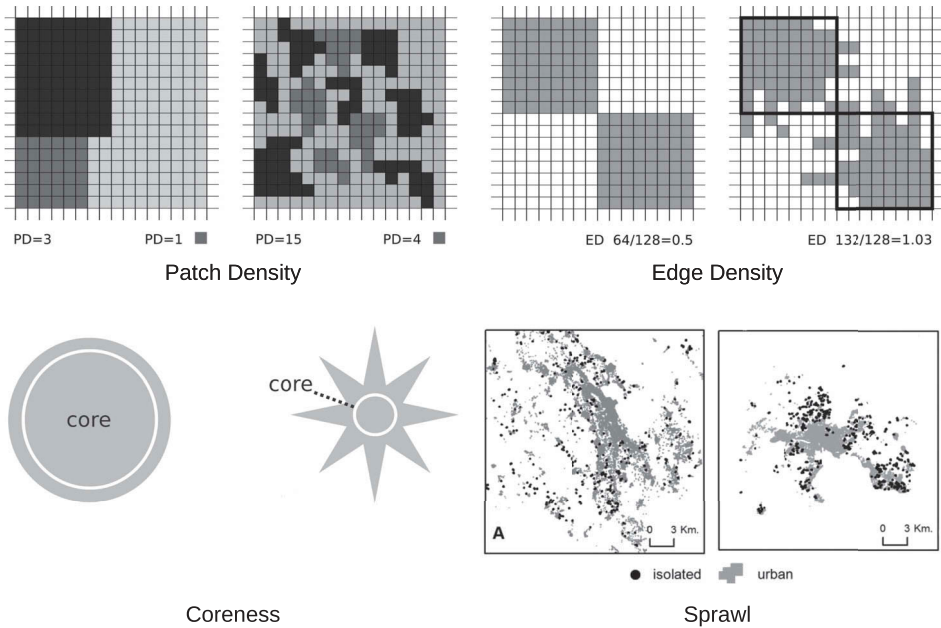 PD=3 PD=1 PD=15 PD=4 ED 64/128=0.5 ED 132/128=1.03
Patch Density
Edge Density
core
core
A
0 3 Km.
0 3 Km.
isolated urban
Coreness
Sprawl